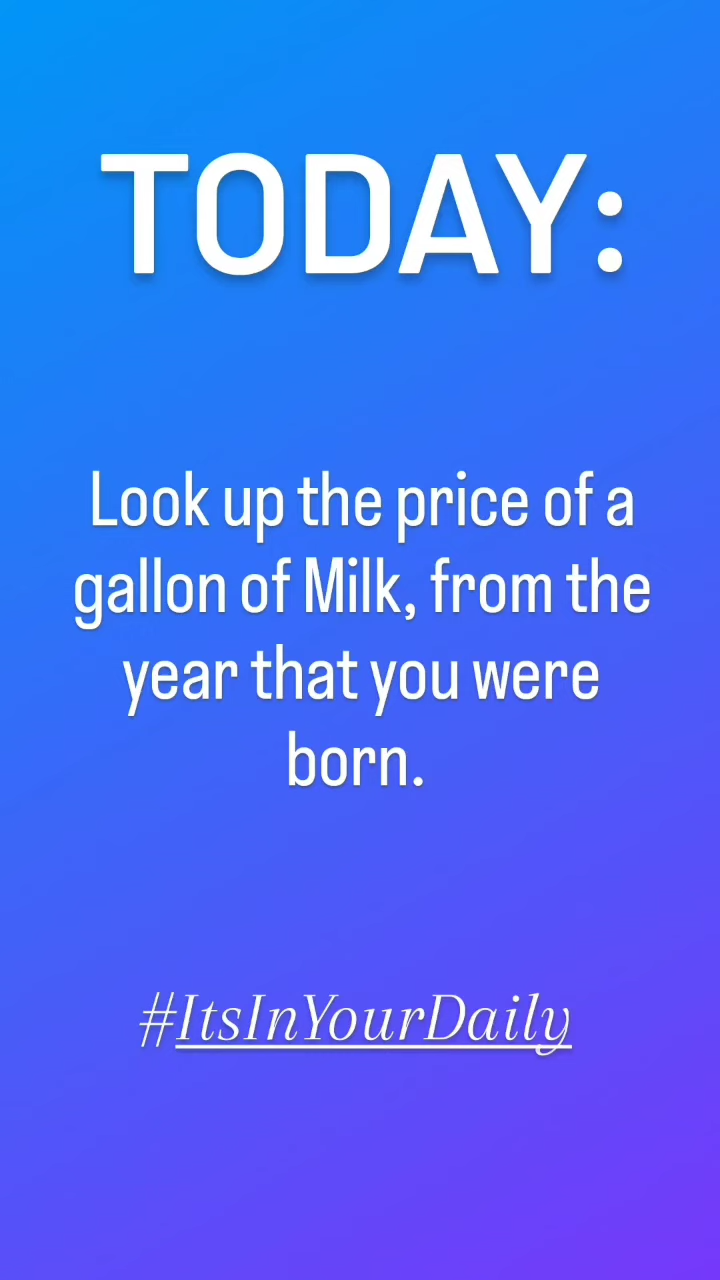 TODAY:
Look up the price of a
gallon of Milk, from the
year that you were
born.
#ItsInYourDaily